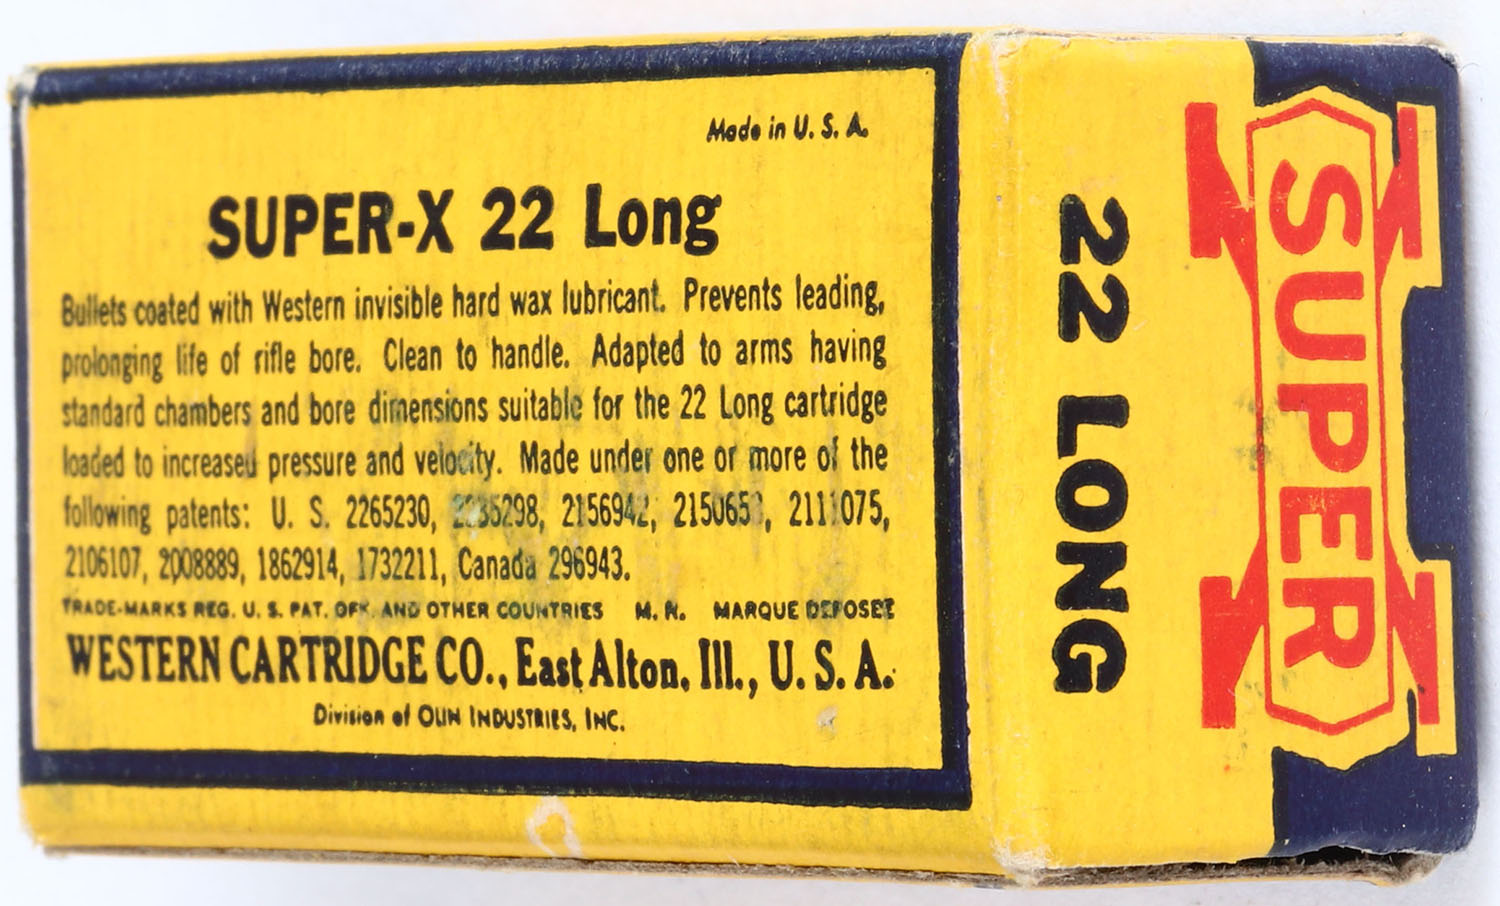 Made in U. S. A.
SUPER-X 22 Long
Bullets coated with Western invisible hard wax lubricant. Prevents leading,
prolonging life of rifle bore. Clean to handle. Adapted to arms having
standard chambers and bore dimensions suitable for the 22 Long cartridge
loaded to increased pressure and velocity. Made under one or more of the
following patents: U. S. 2265230, 2156942, 2111075,
2106107, 2008889, 1862914, 1732211, Canada 296943.
TRADE-MARKS REG. U. S. PAT. OFF. AND OTHER COUNTRIES M. R. MARQUE DEPOSEE
WESTERN CARTRIDGE CO., East Alton, Ill., U. S. A.
Division of OLIN INDUSTRIES, INC.
22 LONG
SUPER X